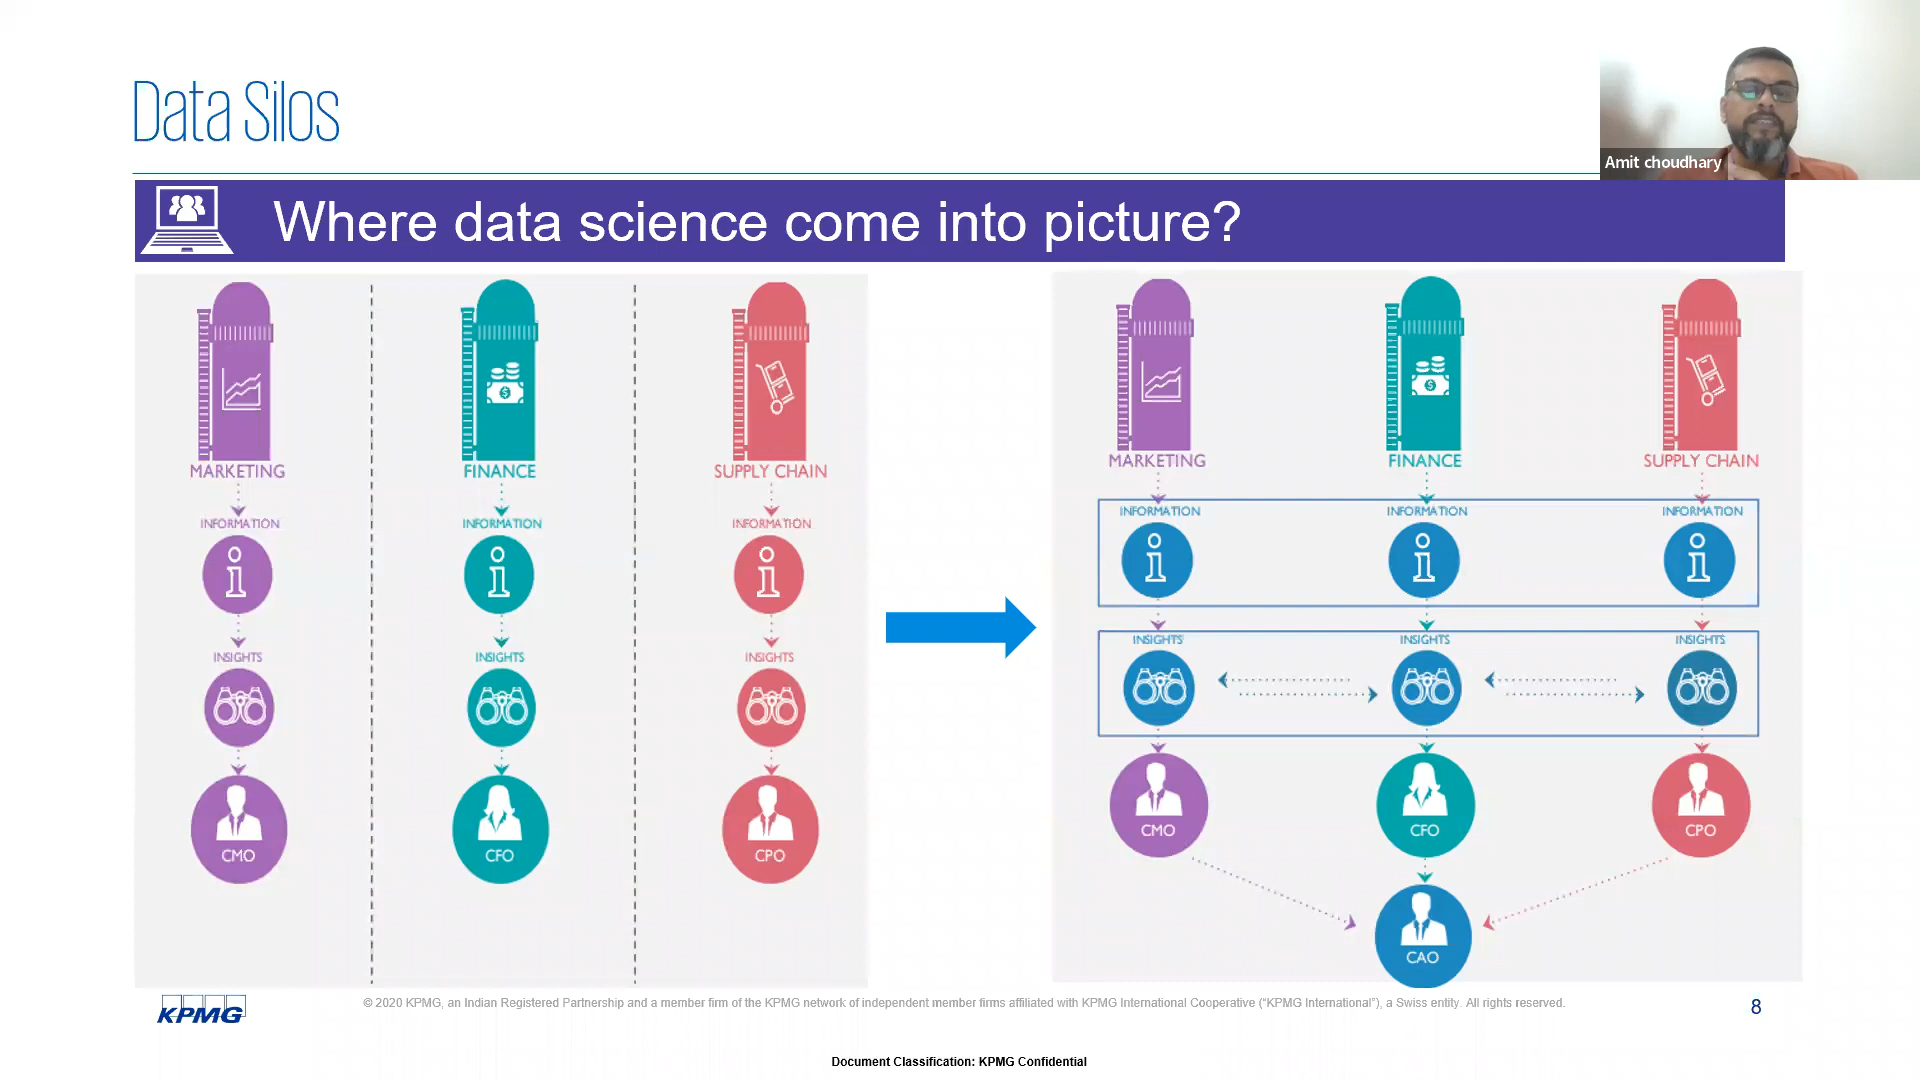 Data Silos
Amit choudhary
Where data science come into picture?
MARKETING FINANCE SUPPLY CHAIN
INFORMATION INFORMATION INFORMATION
INSIGHTS INSIGHTS INSIGHTS
CMO CFO CPO
MARKETING FINANCE SUPPLY CHAIN
INFORMATION INFORMATION INFORMATION
INSIGHTS INSIGHTS INSIGHTS
CMO CFO CPO
CAO
KPMG
© 2020 KPMG, an Indian Registered Partnership and a member firm of the KPMG network of independent member firms affiliated with KPMG International Cooperative (“KPMG International”), a Swiss entity. All rights reserved.
8
Document Classification: KPMG Confidential